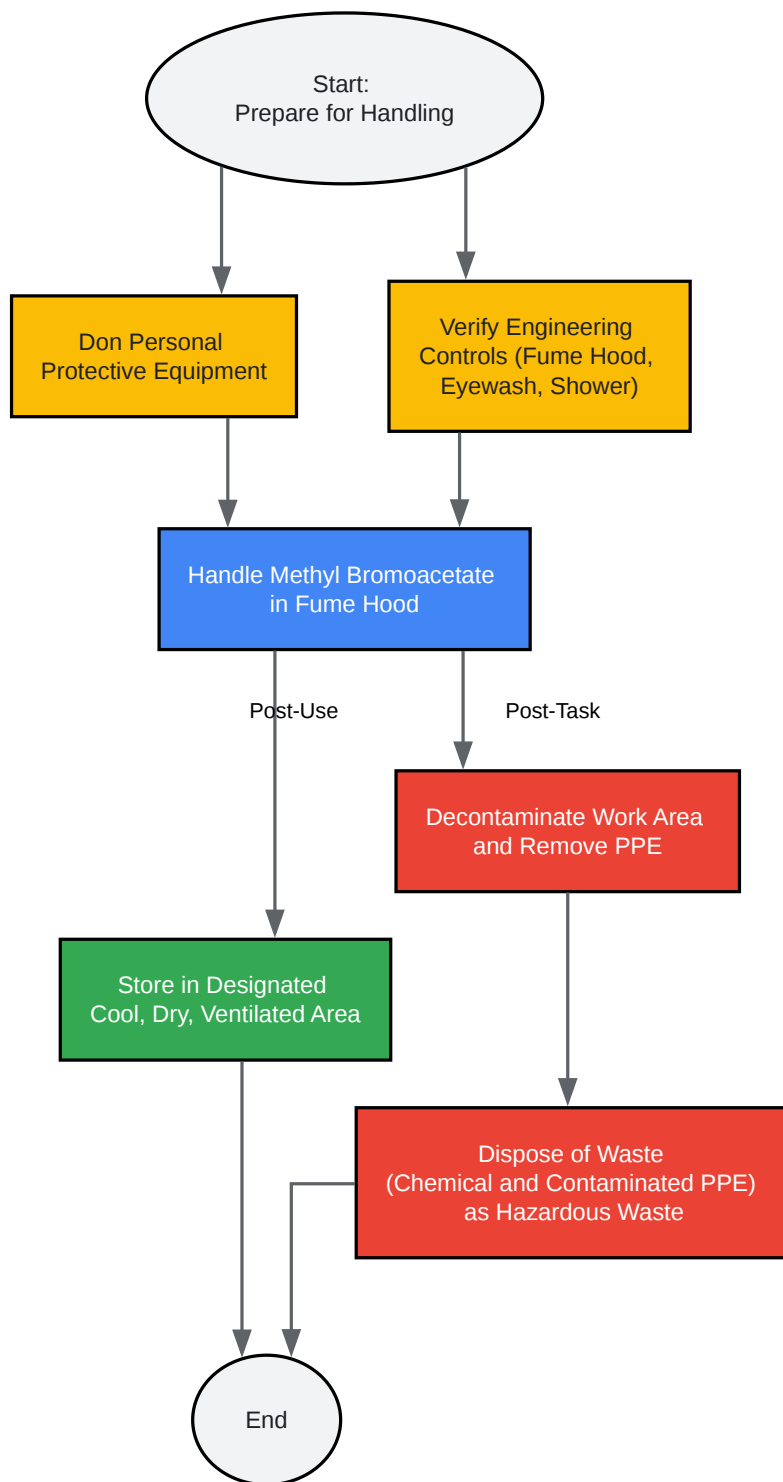 Start:
Prepare for Handling
Don Personal
Protective Equipment
Verify Engineering
Controls (Fume Hood,
Eyewash, Shower)
Handle Methyl Bromoacetate
in Fume Hood
Post-Use
Post-Task
Decontaminate Work Area
and Remove PPE
Store in Designated
Cool, Dry, Ventilated Area
Dispose of Waste
(Chemical and Contaminated PPE)
as Hazardous Waste
End